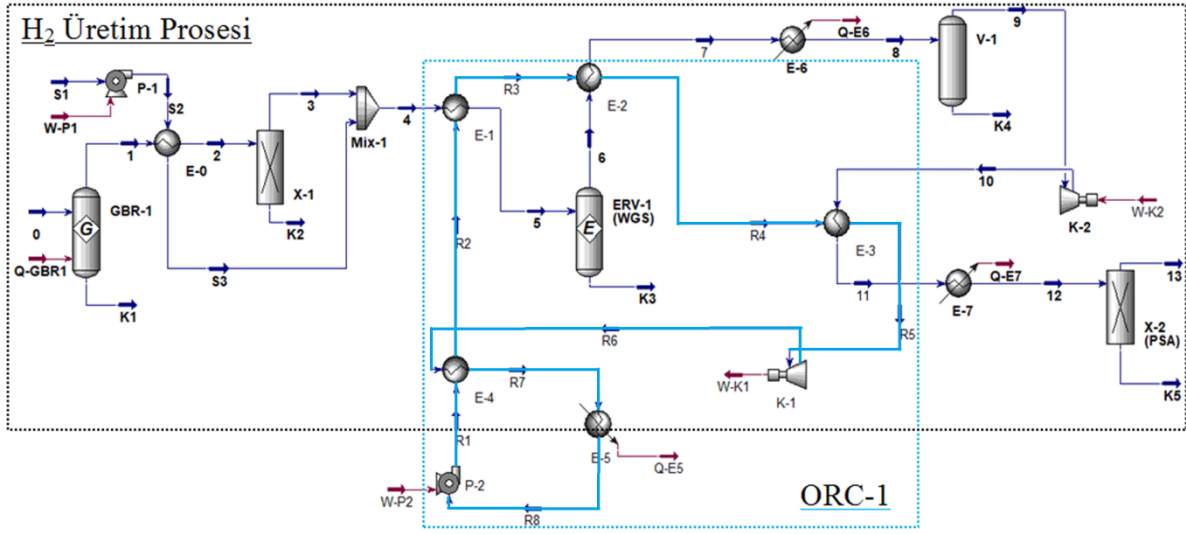 H₂ Üretim Prosesi
S1
P-1
S2
W-P1
1
E-0
2
GBR-1
0
G
Q-GBR1
K1
3
X-1
K2
S3
Mix-1
4
E-1
R3
E-2
7
Q-E6
E-6
8
9
V-1
K4
6
5
ERV-1
(WGS)
E
K3
R2
R4
E-3
10
K-2
W-K2
11
Q-E7
E-7
12
13
X-2
(PSA)
K5
R5
R6
R7
E-4
W-K1
K-1
R1
E-5
Q-E5
W-P2
P-2
R8
ORC-1